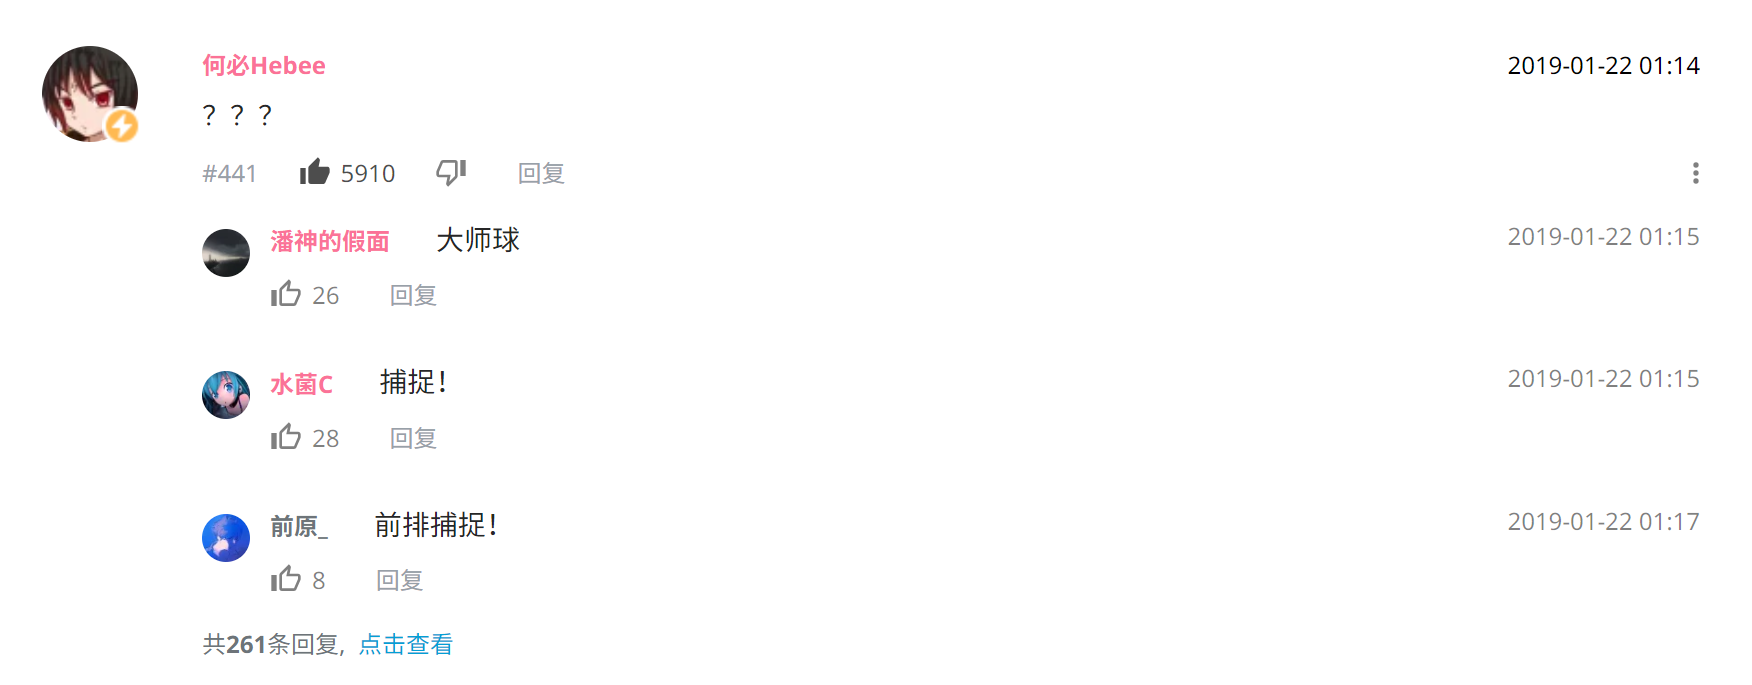 何必Hebee 2019-01-22 01:14
？？？
#441 5910 回复
潘神的假面 大师球 2019-01-22 01:15
26 回复
水菌C 捕捉！ 2019-01-22 01:15
28 回复
前原_ 前排捕捉！ 2019-01-22 01:17
8 回复
共261条回复，点击查看